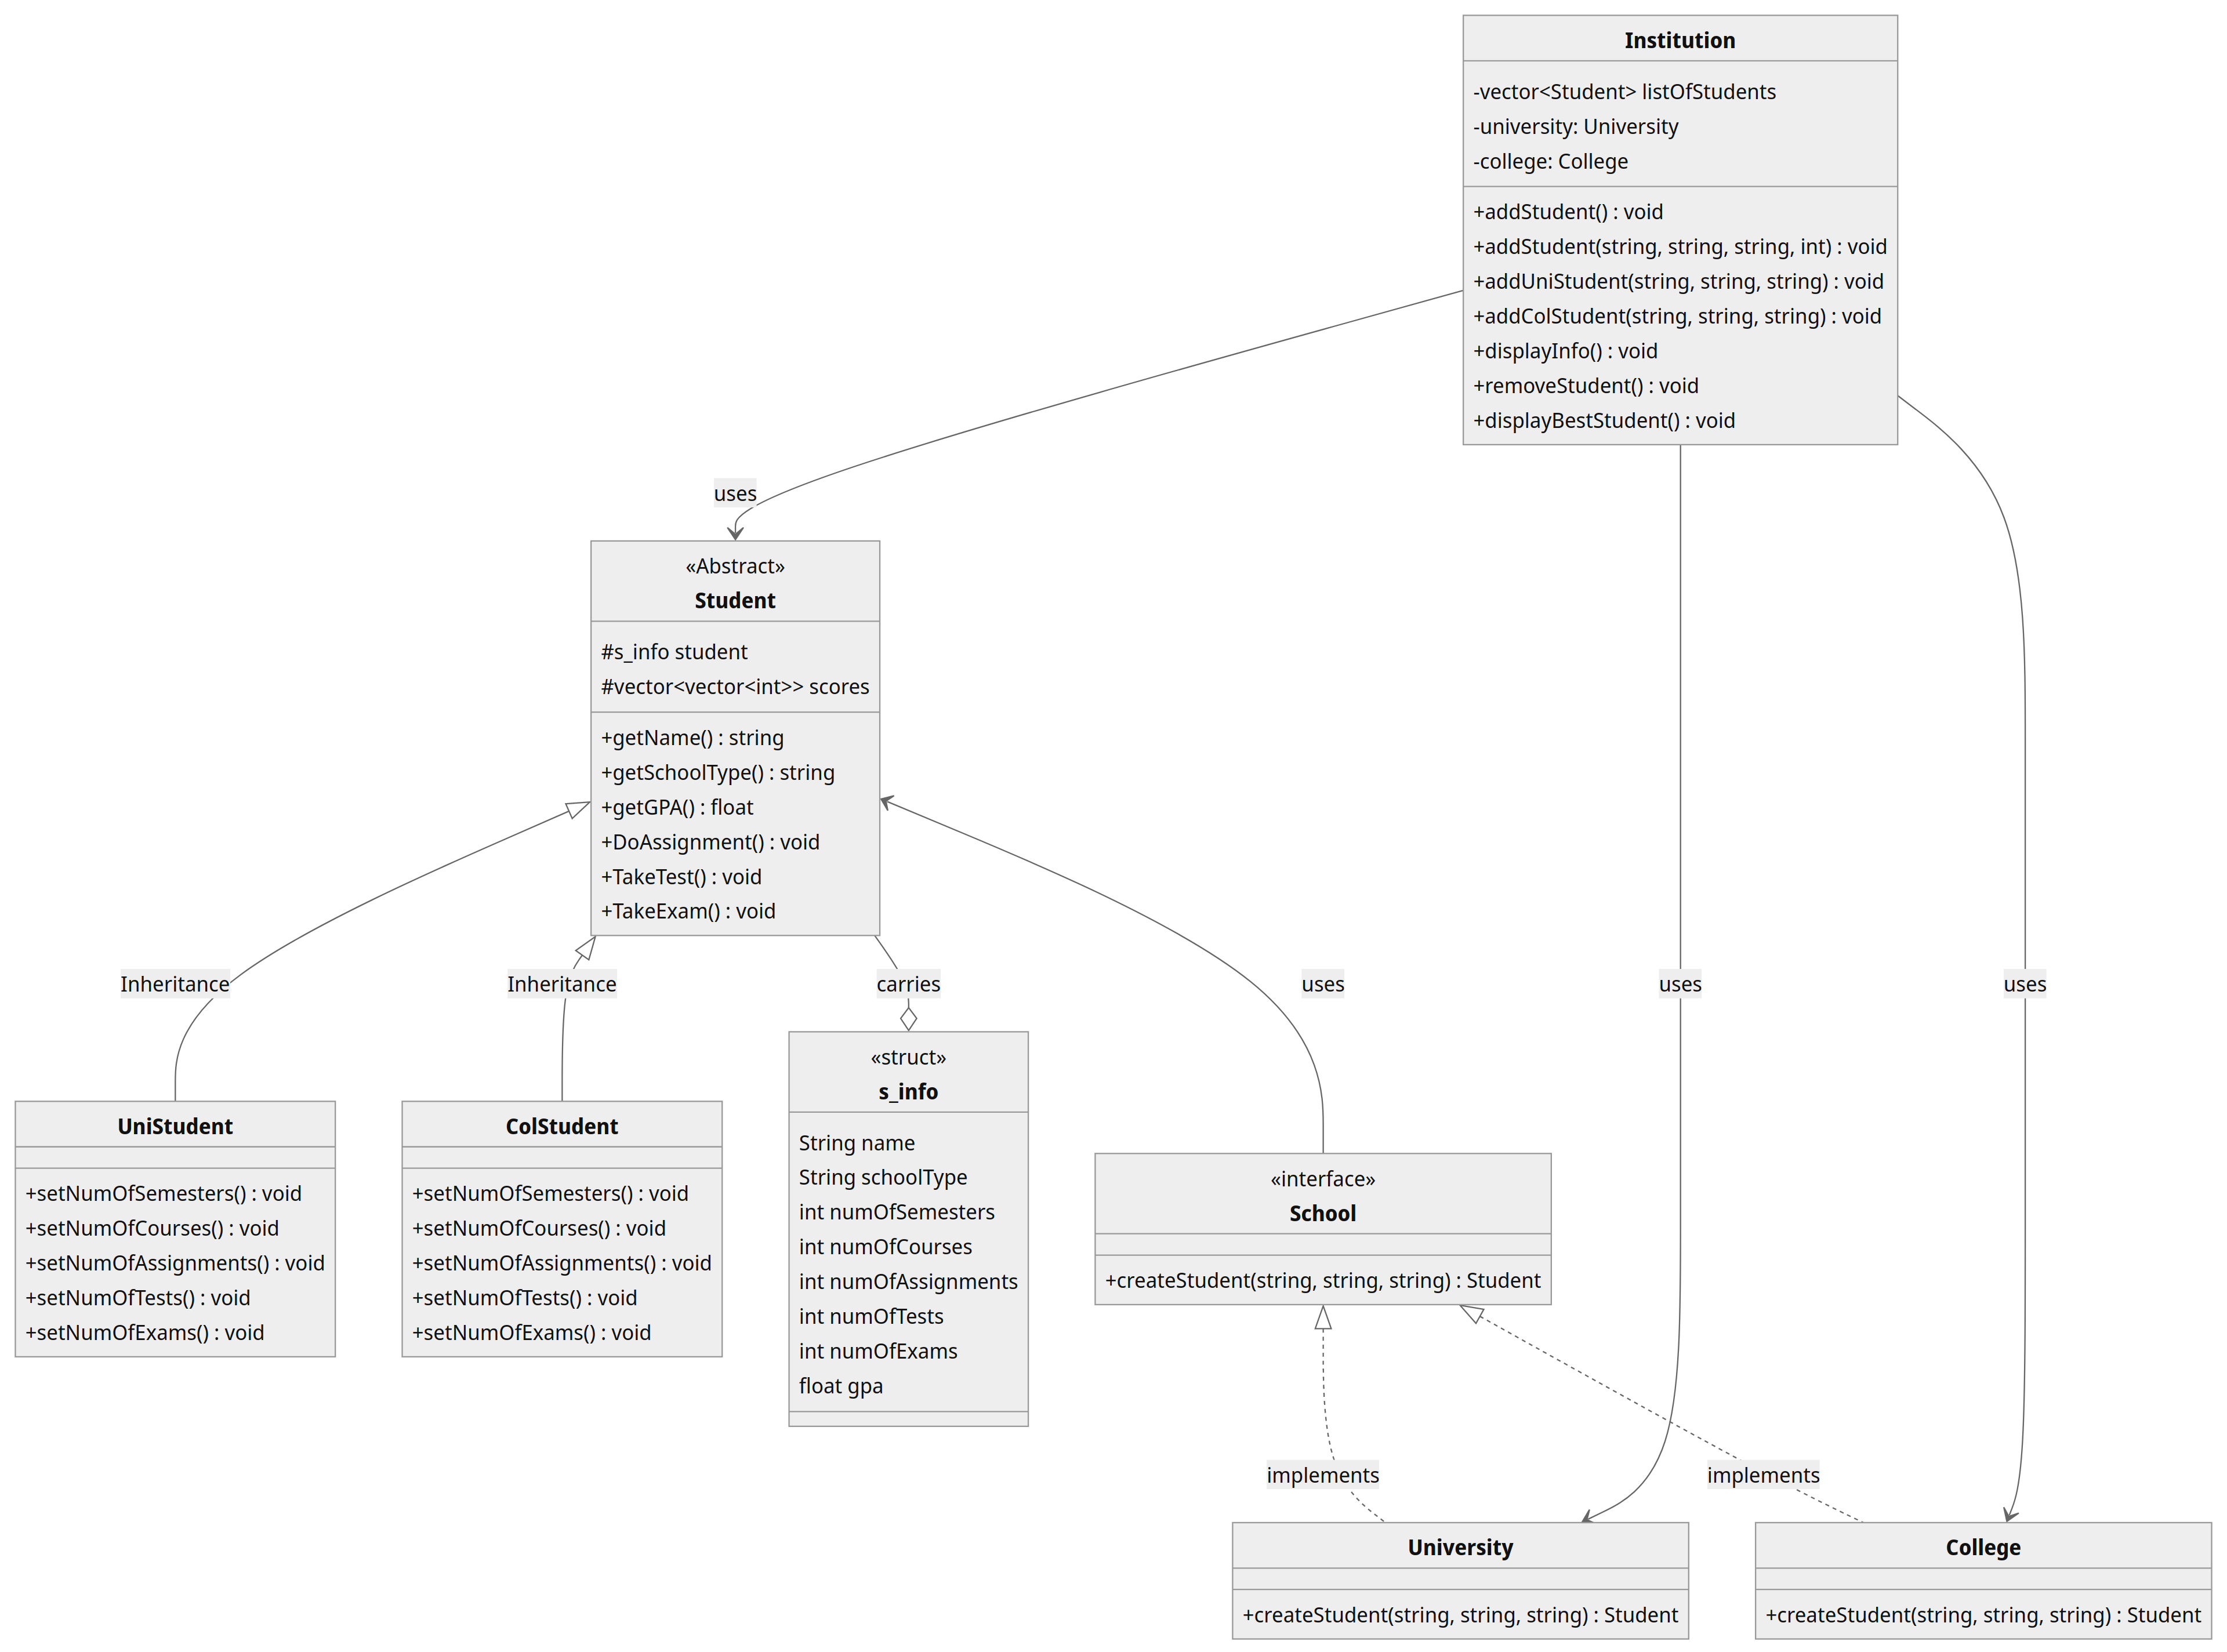 Institution
-vector<Student> listOfStudents
-university: University
-college: College
+addStudent() : void
+addStudent(string, string, string, int) : void
+addUniStudent(string, string, string) : void
+addColStudent(string, string, string) : void
+displayInfo() : void
+removeStudent() : void
+displayBestStudent() : void
uses
«Abstract»
Student
#s_info student
#vector<vector<int>> scores
+getName() : string
+getSchoolType() : string
+getGPA() : float
+DoAssignment() : void
+TakeTest() : void
+TakeExam() : void
Inheritance
Inheritance
carries
uses
uses
uses
UniStudent
+setNumOfSemesters() : void
+setNumOfCourses() : void
+setNumOfAssignments() : void
+setNumOfTests() : void
+setNumOfExams() : void
ColStudent
+setNumOfSemesters() : void
+setNumOfCourses() : void
+setNumOfAssignments() : void
+setNumOfTests() : void
+setNumOfExams() : void
«struct»
s_info
String name
String schoolType
int numOfSemesters
int numOfCourses
int numOfAssignments
int numOfTests
int numOfExams
float gpa
«interface»
School
+createStudent(string, string, string) : Student
implements
implements
University
+createStudent(string, string, string) : Student
College
+createStudent(string, string, string) : Student